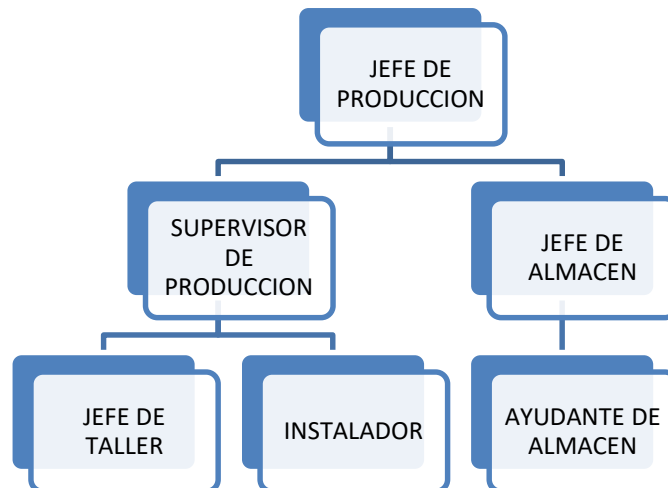 JEFE DE
PRODUCCION
SUPERVISOR
DE
PRODUCCION
JEFE DE
ALMACEN
JEFE DE
TALLER
INSTALADOR
AYUDANTE DE
ALMACEN